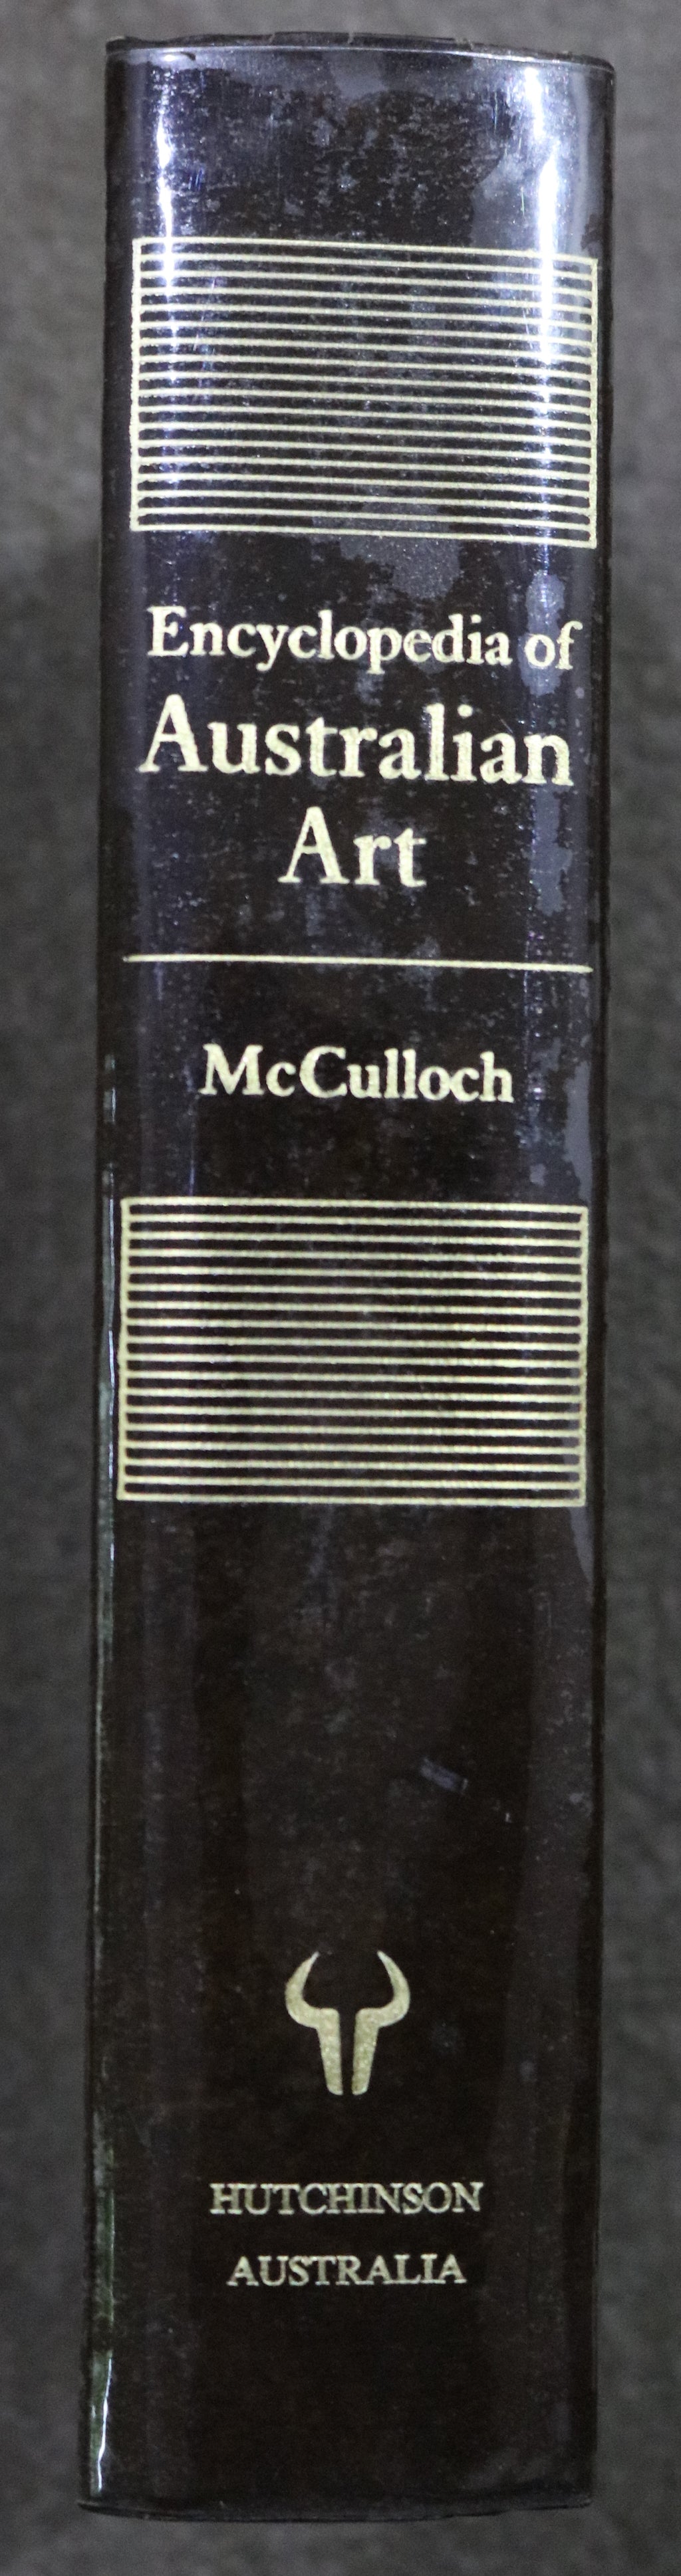 Encyclopedia of
Australian
Art
McCulloch
HUTCHINSON
AUSTRALIA